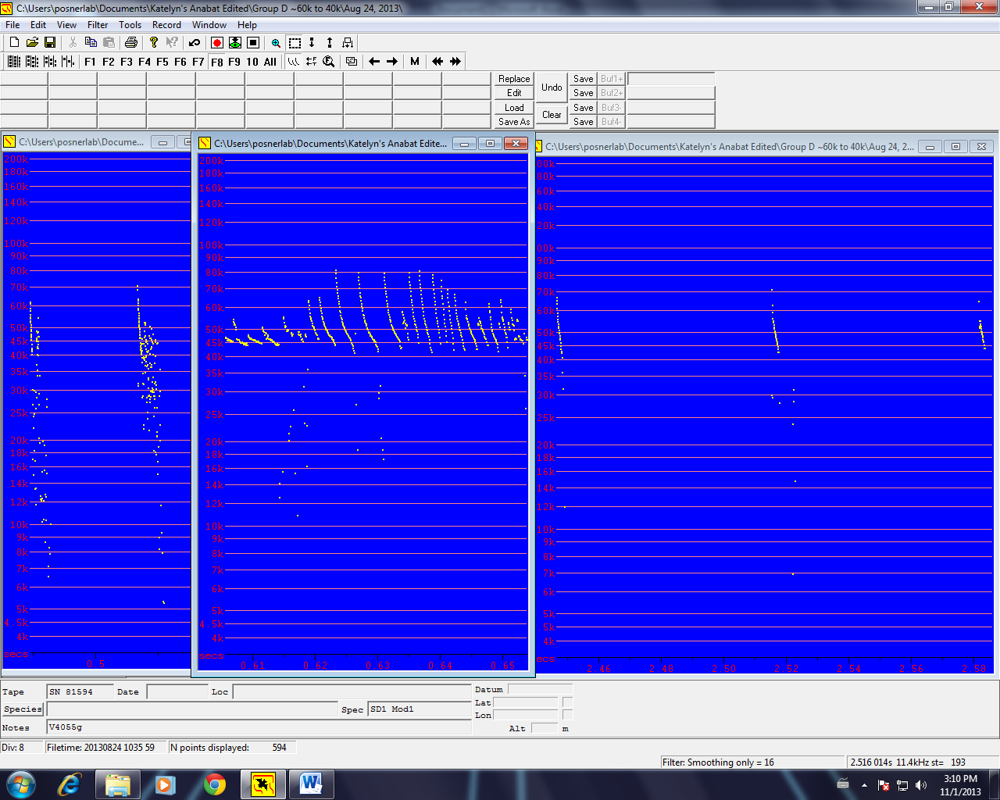 C:\Users\posnerlab\Documents\Katelyn's Anabat Edited\Group D ~60k to 40k\Aug 24, 2013\
File Edit View Filter Tools Record Window Help
F1 F2 F3 F4 F5 F6 F7 F8 F9 10 All M
Replace Undo Save Buf1+
Edit Save Buf2+
Load Clear Save Buf3-
Save As Save Buf4-
C:\Users\posnerlab\Docume...
200k
180k
160k
140k
120k
100k
90k
80k
70k
60k
50k
45k
40k
35k
30k
25k
20k
18k
16k
14k
12k
10k
9k
8k
7k
6k
5k
4.5k
4k
secs
0.5
C:\Users\posnerlab\Documents\Katelyn's Anabat Edite...
200k
180k
160k
140k
120k
100k
90k
80k
70k
60k
50k
45k
40k
35k
30k
25k
20k
18k
16k
14k
12k
10k
9k
8k
7k
6k
5k
4.5k
4k
secs
0.61 0.62 0.63 0.64 0.65
C:\Users\posnerlab\Documents\Katelyn's Anabat Edited\Group D ~60k to 40k\Aug 24, 2...
00k
80k
60k
40k
20k
00k
90k
80k
70k
60k
50k
45k
40k
35k
30k
25k
20k
18k
16k
14k
12k
10k
9k
8k
7k
6k
5k
.5k
4k
ecs
2.46 2.48 2.50 2.52 2.54 2.56 2.58
Tape SN 81594 Date Loc Datum
Species Spec SD1 Mod1 Lat
Lon
Notes V4055g Alt m
Div: 8 Filetime: 20130824 1035 59 N points displayed: 594
Filter: Smoothing only = 16 2.516 014s 11.4kHz st= 193
3:10 PM
11/1/2013